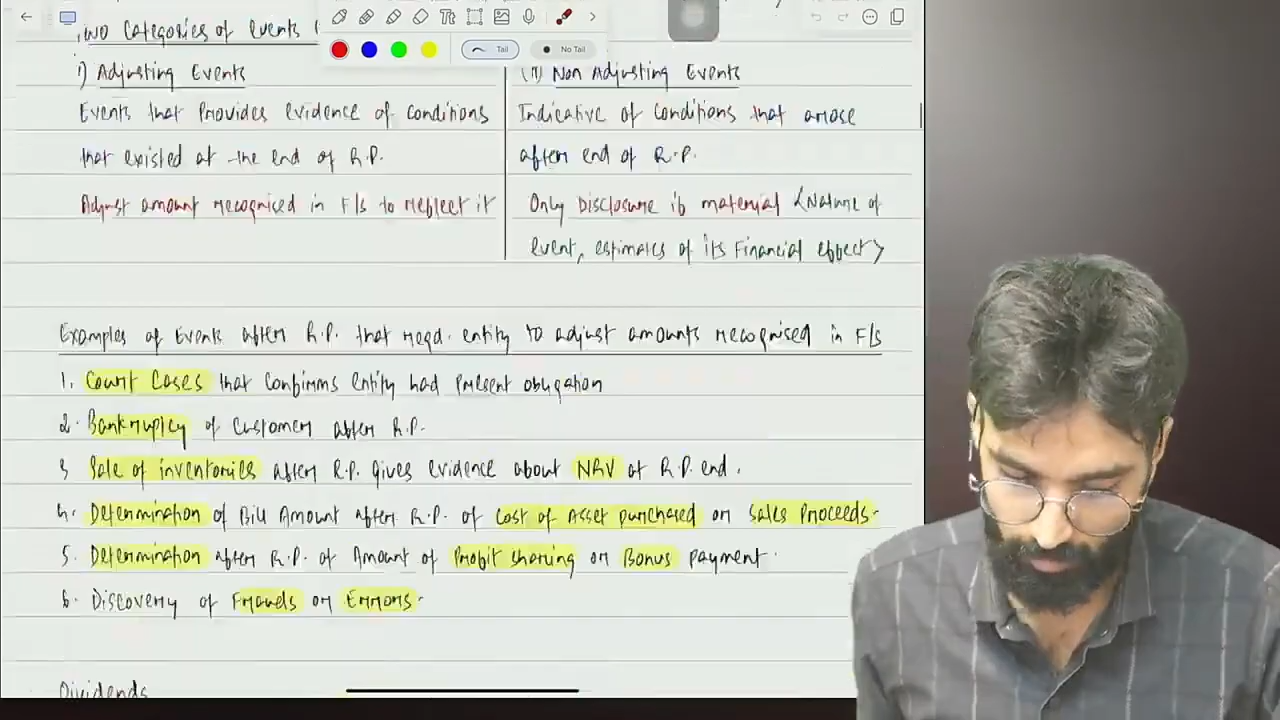 Two Categories of Events
i) Adjusting Events
Events that Provides evidence of conditions
that existed at the end of R.P.
Adjust amount recognised in F/s to reflect it
(ii) Non Adjusting Events
Indicative of Conditions that arose
after end of R.P.
Only Disclosure if material <Nature of
event, estimates of its Financial effect>
Examples of Events after R.P. that reqd. entity to adjust amounts recognised in F/s
1. Court Cases that Confirms entity had Present obligation
2. Bankruptcy of Customer after R.P.
3 Sale of inventories after R.P. gives evidence about NRV at R.P. end.
4. Determination of Bill Amount after R.P. of Cost of Asset purchased or Sales Proceeds.
5. Determination after R.P. of Amount of Profit sharing or Bonus payment.
6. Discovery of Frauds or Errors.
Dividends
Tt
Tail
No Tail